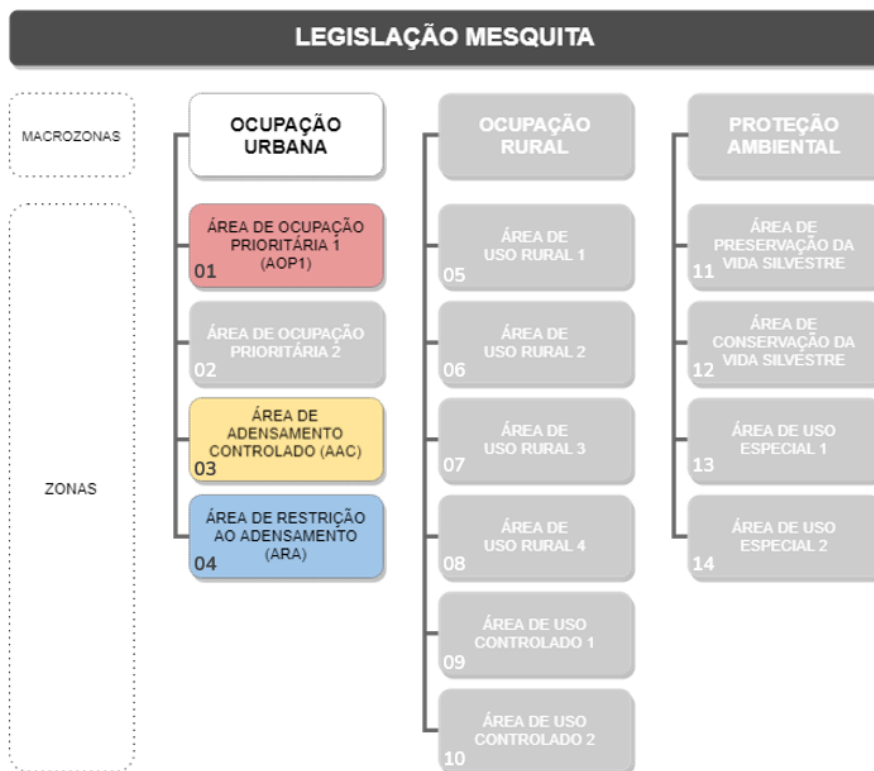 LEGISLAÇÃO MESQUITA
MACROZONAS
OCUPAÇÃO
URBANA
OCUPAÇÃO
RURAL
PROTEÇÃO
AMBIENTAL
ZONAS
ÁREA DE OCUPAÇÃO
PRIORITÁRIA 1
(AOP1)
01
ÁREA DE OCUPAÇÃO
PRIORITÁRIA 2
02
ÁREA DE
ADENSAMENTO
CONTROLADO (AAC)
03
ÁREA DE RESTRIÇÃO
AO ADENSAMENTO
(ARA)
04
ÁREA DE
USO RURAL 1
05
ÁREA DE
USO RURAL 2
06
ÁREA DE
USO RURAL 3
07
ÁREA DE
USO RURAL 4
08
ÁREA DE USO
CONTROLADO 1
09
ÁREA DE USO
CONTROLADO 2
10
ÁREA DE
PRESERVAÇÃO DA
VIDA SILVESTRE
11
ÁREA DE
CONSERVAÇÃO DA
VIDA SILVESTRE
12
ÁREA DE USO
ESPECIAL 1
13
ÁREA DE USO
ESPECIAL 2
14